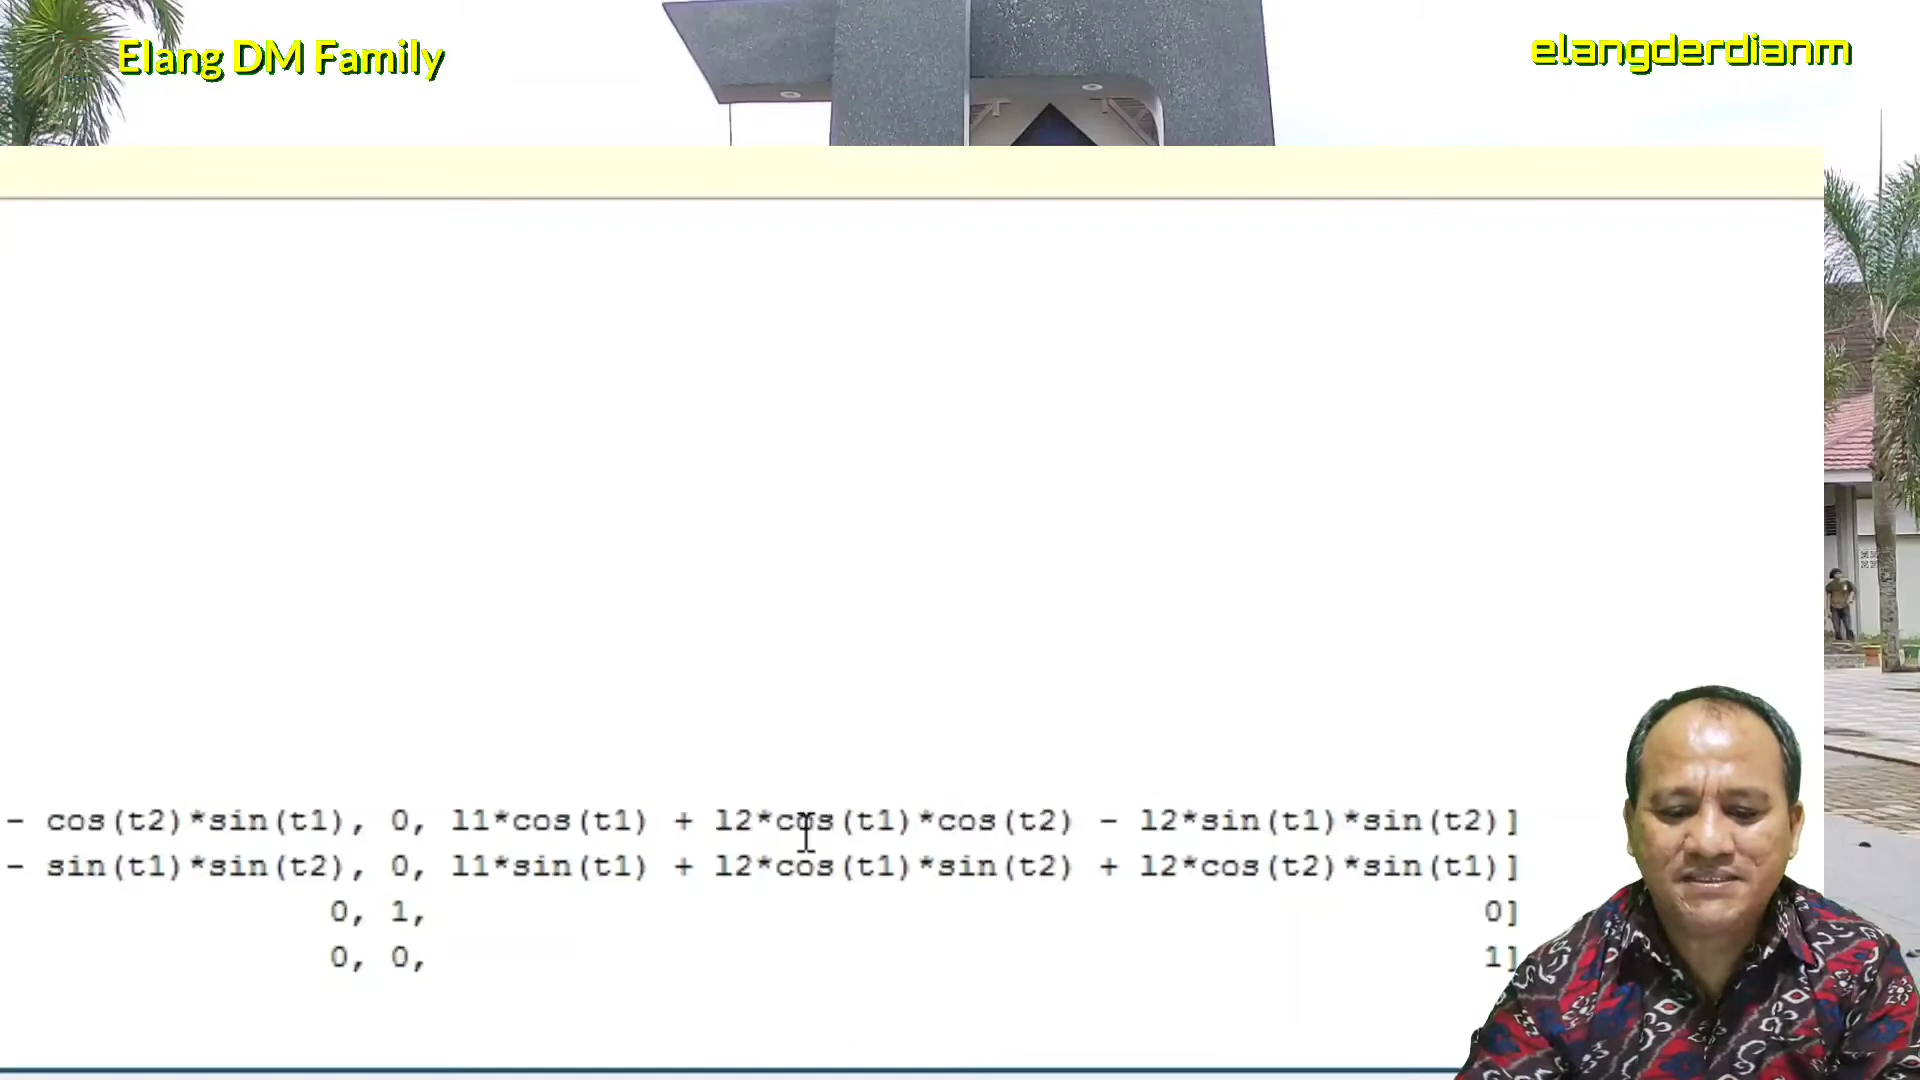 Elang DM Family
elangderdianm
- cos(t2)*sin(t1), 0, l1*cos(t1) + l2*cos(t1)*cos(t2) - l2*sin(t1)*sin(t2)]
- sin(t1)*sin(t2), 0, l1*sin(t1) + l2*cos(t1)*sin(t2) + l2*cos(t2)*sin(t1)]
0, 1, 0]
0, 0, 1]